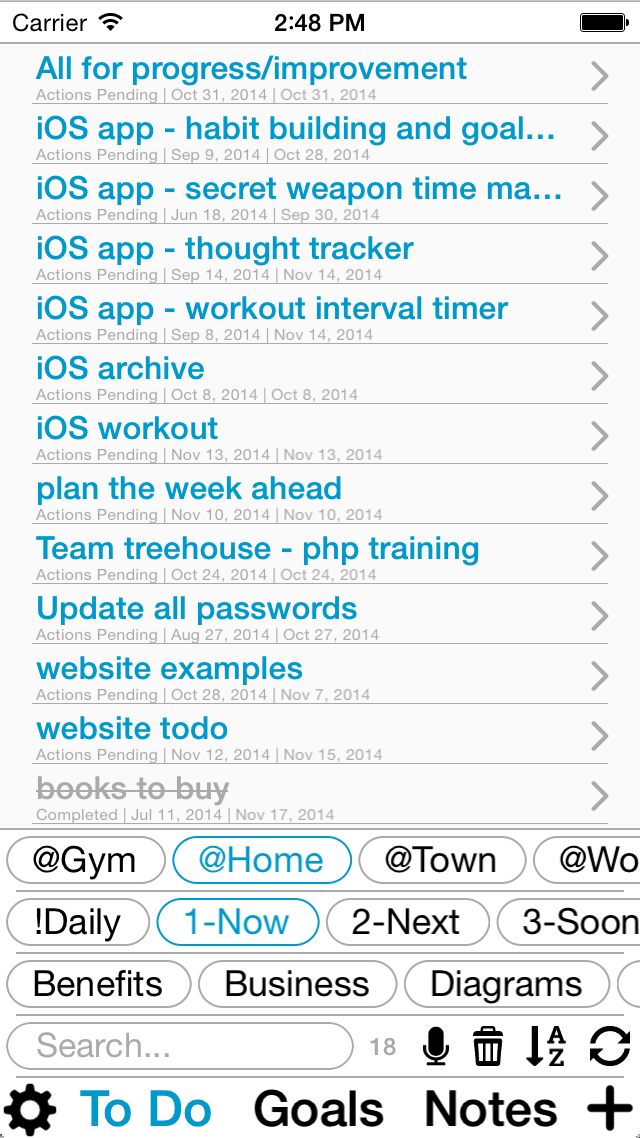 Carrier 2:48 PM
All for progress/improvement
Actions Pending | Oct 31, 2014 | Oct 31, 2014
iOS app - habit building and goal...
Actions Pending | Sep 9, 2014 | Oct 28, 2014
iOS app - secret weapon time ma...
Actions Pending | Jun 18, 2014 | Sep 30, 2014
iOS app - thought tracker
Actions Pending | Sep 14, 2014 | Nov 14, 2014
iOS app - workout interval timer
Actions Pending | Sep 8, 2014 | Nov 14, 2014
iOS archive
Actions Pending | Oct 8, 2014 | Oct 8, 2014
iOS workout
Actions Pending | Nov 13, 2014 | Nov 13, 2014
plan the week ahead
Actions Pending | Nov 10, 2014 | Nov 10, 2014
Team treehouse - php training
Actions Pending | Oct 24, 2014 | Oct 24, 2014
Update all passwords
Actions Pending | Aug 27, 2014 | Oct 27, 2014
website examples
Actions Pending | Oct 28, 2014 | Nov 7, 2014
website todo
Actions Pending | Nov 12, 2014 | Nov 15, 2014
books to buy
Completed | Jul 11, 2014 | Nov 17, 2014
@Gym @Home @Town @Wo
!Daily 1-Now 2-Next 3-Soon
Benefits Business Diagrams
Search... 18 A Z
To Do Goals Notes